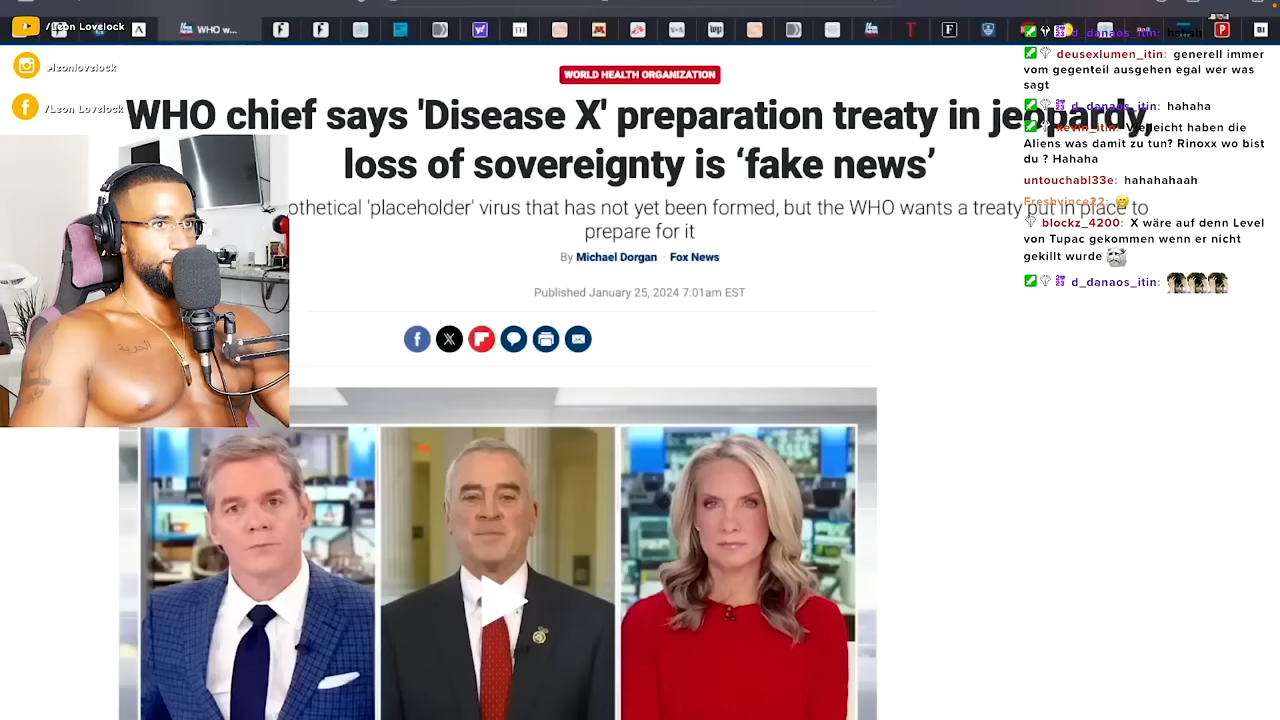 /Leon Lovelock
WHO w...
leonlovelock
/Leon Lovelock
WORLD HEALTH ORGANIZATION
WHO chief says 'Disease X' preparation treaty in jeopardy,
loss of sovereignty is ‘fake news’
othetical 'placeholder' virus that has not yet been formed, but the WHO wants a treaty put in place to
prepare for it
By Michael Dorgan · Fox News
Published January 25, 2024 7:01am EST
العربية
d_danaos_itin: hshsh
deusexlumen_itin: generell immer
vom gegenteil ausgehen egal wer was
sagt
d_danaos_itin: hahaha
kevin_itin: Vielleicht haben die
Aliens was damit zu tun? Rinoxx wo bist
du ? Hahaha
untouchabl33e: hahahahaah
Freshvince22:
blockz_4200: X wäre auf denn Level
von Tupac gekommen wenn er nicht
gekillt wurde
d_danaos_itin: